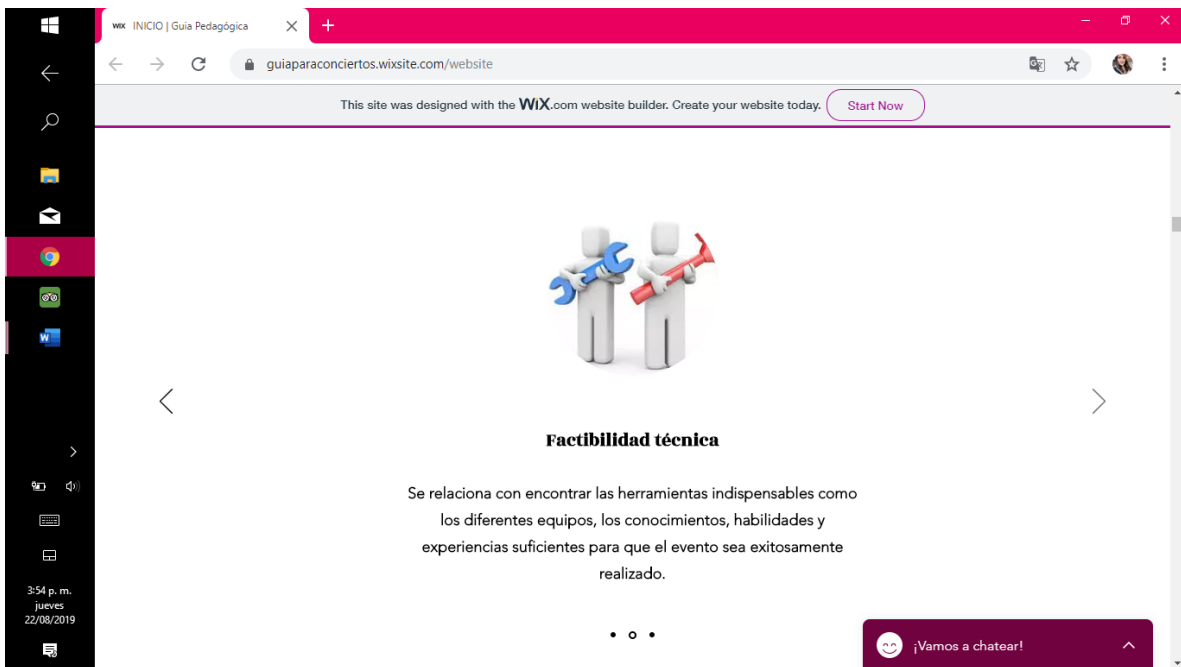 WIX INICIO | Guia Pedagógica
guiaparaconciertos.wixsite.com/website
This site was designed with the WiX.com website builder. Create your website today. Start Now
Factibilidad técnica
Se relaciona con encontrar las herramientas indispensables como
los diferentes equipos, los conocimientos, habilidades y
experiencias suficientes para que el evento sea exitosamente
realizado.
3:54 p. m.
jueves
22/08/2019
¡Vamos a chatear!